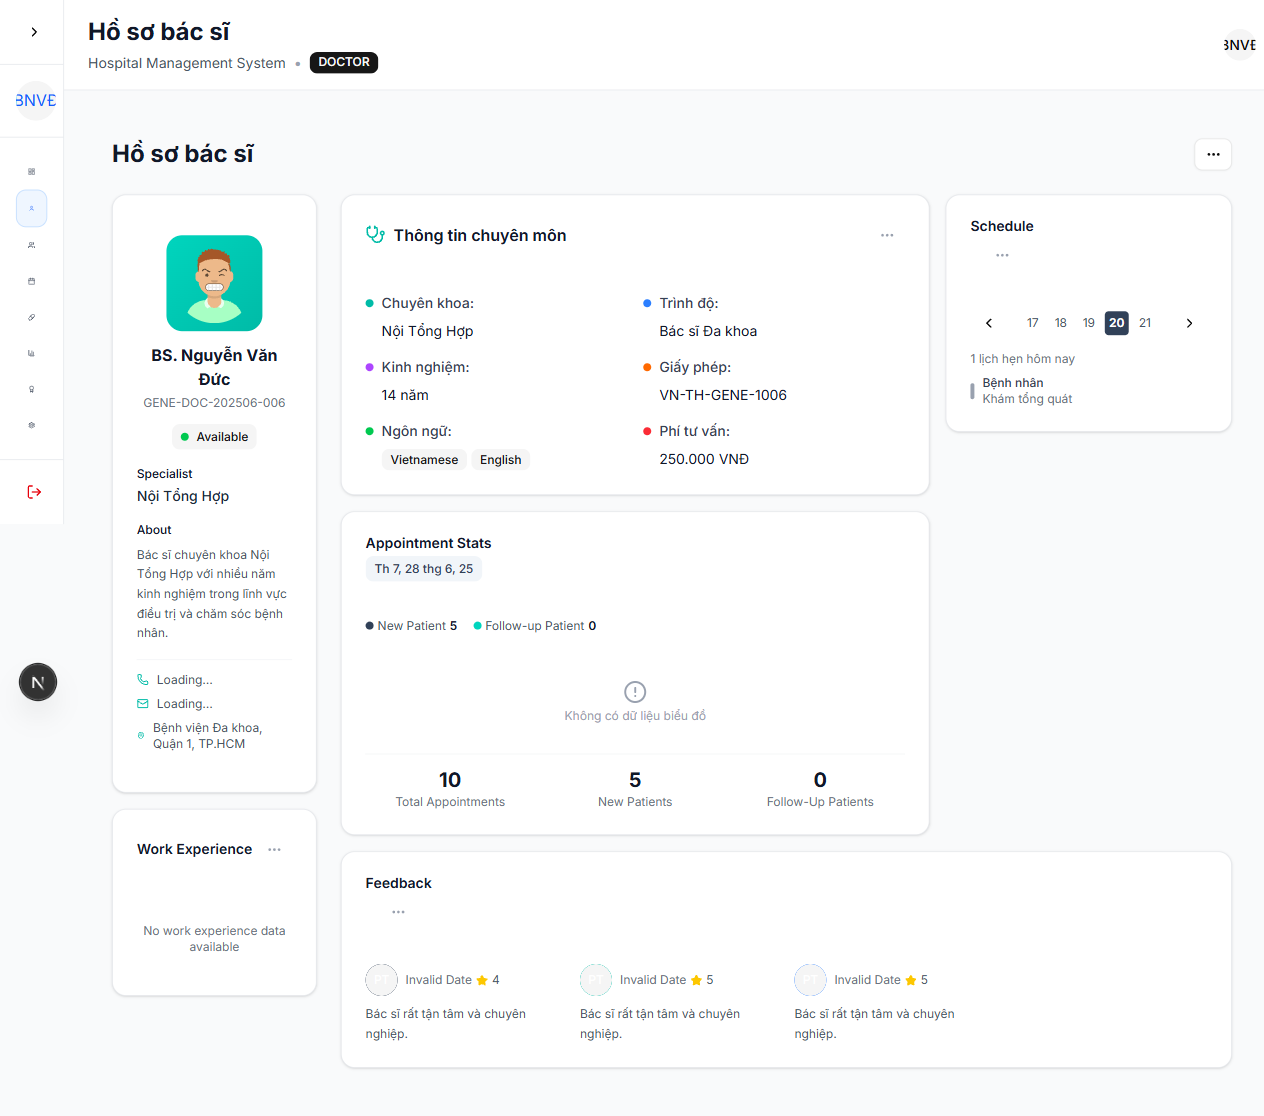 Hồ sơ bác sĩ
Hospital Management System • DOCTOR
BNVĐ
BNVĐ
Hồ sơ bác sĩ
BS. Nguyễn Văn
Đức
GENE-DOC-202506-006
Available
Specialist
Nội Tổng Hợp
About
Bác sĩ chuyên khoa Nội
Tổng Hợp với nhiều năm
kinh nghiệm trong lĩnh vực
điều trị và chăm sóc bệnh
nhân.
Loading...
Loading...
Bệnh viện Đa khoa,
Quận 1, TP.HCM
Work Experience
No work experience data
available
Thông tin chuyên môn
Chuyên khoa:
Nội Tổng Hợp
Trình độ:
Bác sĩ Đa khoa
Kinh nghiệm:
14 năm
Giấy phép:
VN-TH-GENE-1006
Ngôn ngữ:
Vietnamese English
Phí tư vấn:
250.000 VNĐ
Appointment Stats
Th 7, 28 thg 6, 25
New Patient 5 Follow-up Patient 0
Không có dữ liệu biểu đồ
10
Total Appointments
5
New Patients
0
Follow-Up Patients
Schedule
17 18 19 20 21
1 lịch hẹn hôm nay
Bệnh nhân
Khám tổng quát
Feedback
PT Invalid Date 4
Bác sĩ rất tận tâm và chuyên
nghiệp.
PT Invalid Date 5
Bác sĩ rất tận tâm và chuyên
nghiệp.
PT Invalid Date 5
Bác sĩ rất tận tâm và chuyên
nghiệp.
N